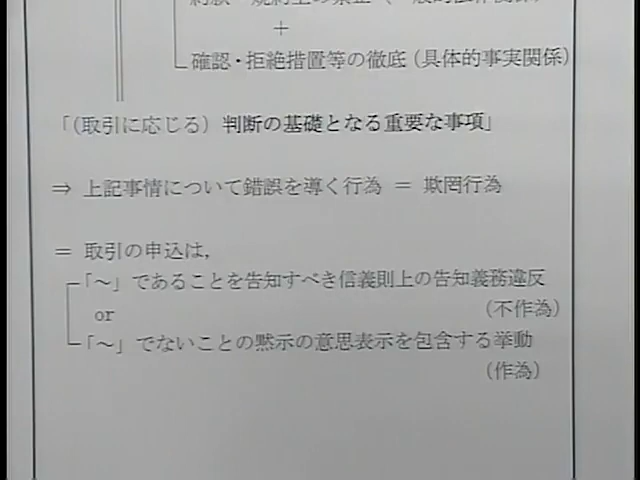 +
確認・拒絶措置等の徹底(具体的事実関係)
「(取引に応じる) 判断の基礎となる重要な事項」
⇒ 上記事情について錯誤を導く行為 = 欺罔行為
= 取引の申込は,
「～」であることを告知すべき信義則上の告知義務違反
(不作為)
or
「～」でないことの黙示の意思表示を包含する挙動
(作為)